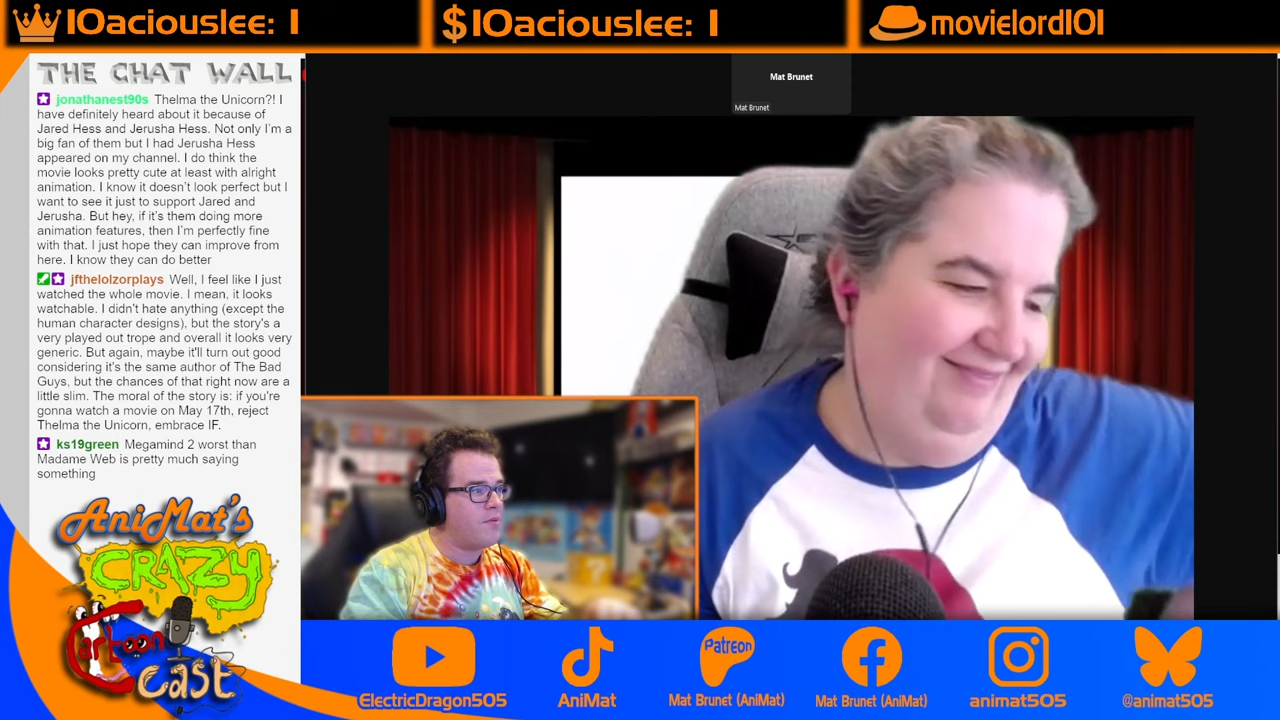 10aciouslee: 1
$10aciouslee: 1
movielord101
THE CHAT WALL
jonathanest90s Thelma the Unicorn?! I
have definitely heard about it because of
Jared Hess and Jerusha Hess. Not only I'm a
big fan of them but I had Jerusha Hess
appeared on my channel. I do think the
movie looks pretty cute at least with alright
animation. I know it doesn't look perfect but I
want to see it just to support Jared and
Jerusha. But hey, if it's them doing more
animation features, then I'm perfectly fine
with that. I just hope they can improve from
here. I know they can do better
jfthelolzorplays Well, I feel like I just
watched the whole movie. I mean, it looks
watchable. I didn't hate anything (except the
human character designs), but the story's a
very played out trope and overall it looks very
generic. But again, maybe it'll turn out good
considering it's the same author of The Bad
Guys, but the chances of that right now are a
little slim. The moral of the story is: if you're
gonna watch a movie on May 17th, reject
Thelma the Unicorn, embrace IF.
ks19green Megamind 2 worst than
Madame Web is pretty much saying
something
AniMat's
CRAZY
Cartoon
Cast
Mat Brunet
Mat Brunet
Patreon
ElectricDragon505
AniMat
Mat Brunet (AniMat)
Mat Brunet (AniMat)
animat505
@animat505